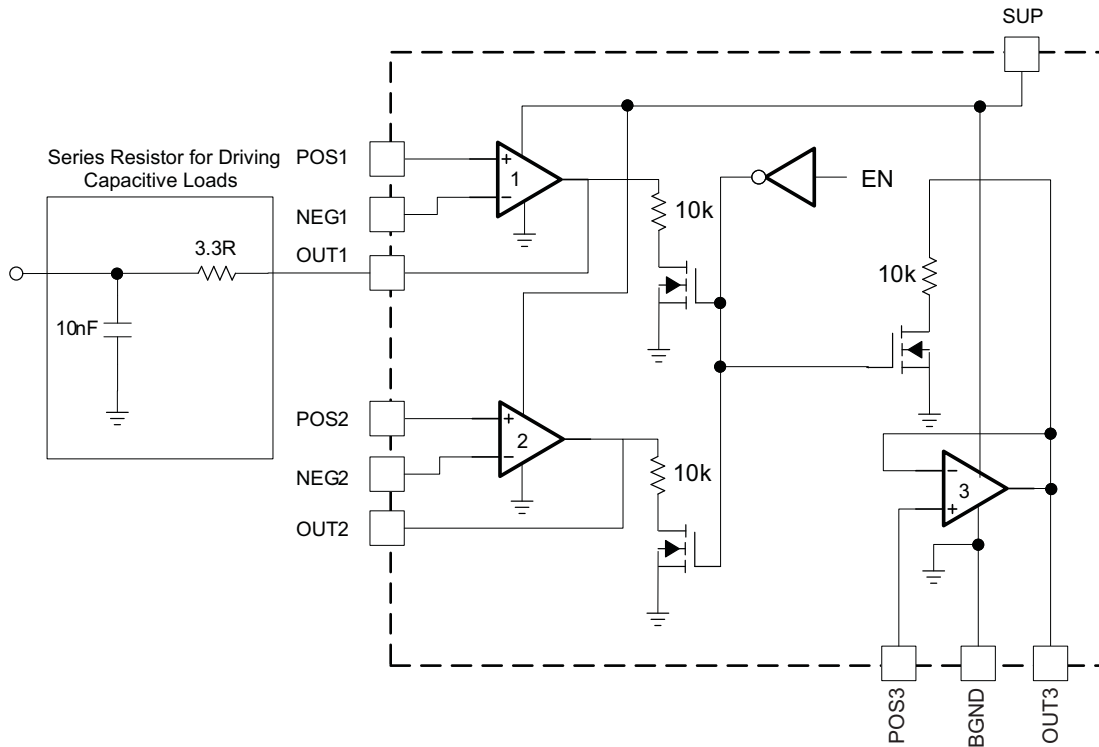 SUP
Series Resistor for Driving
Capacitive Loads
POS1
+
1
−
EN
NEG1
10k
3.3R
OUT1
10k
10nF
POS2
+
2
−
NEG2
10k
−
3
+
OUT2
POS3
BGND
OUT3